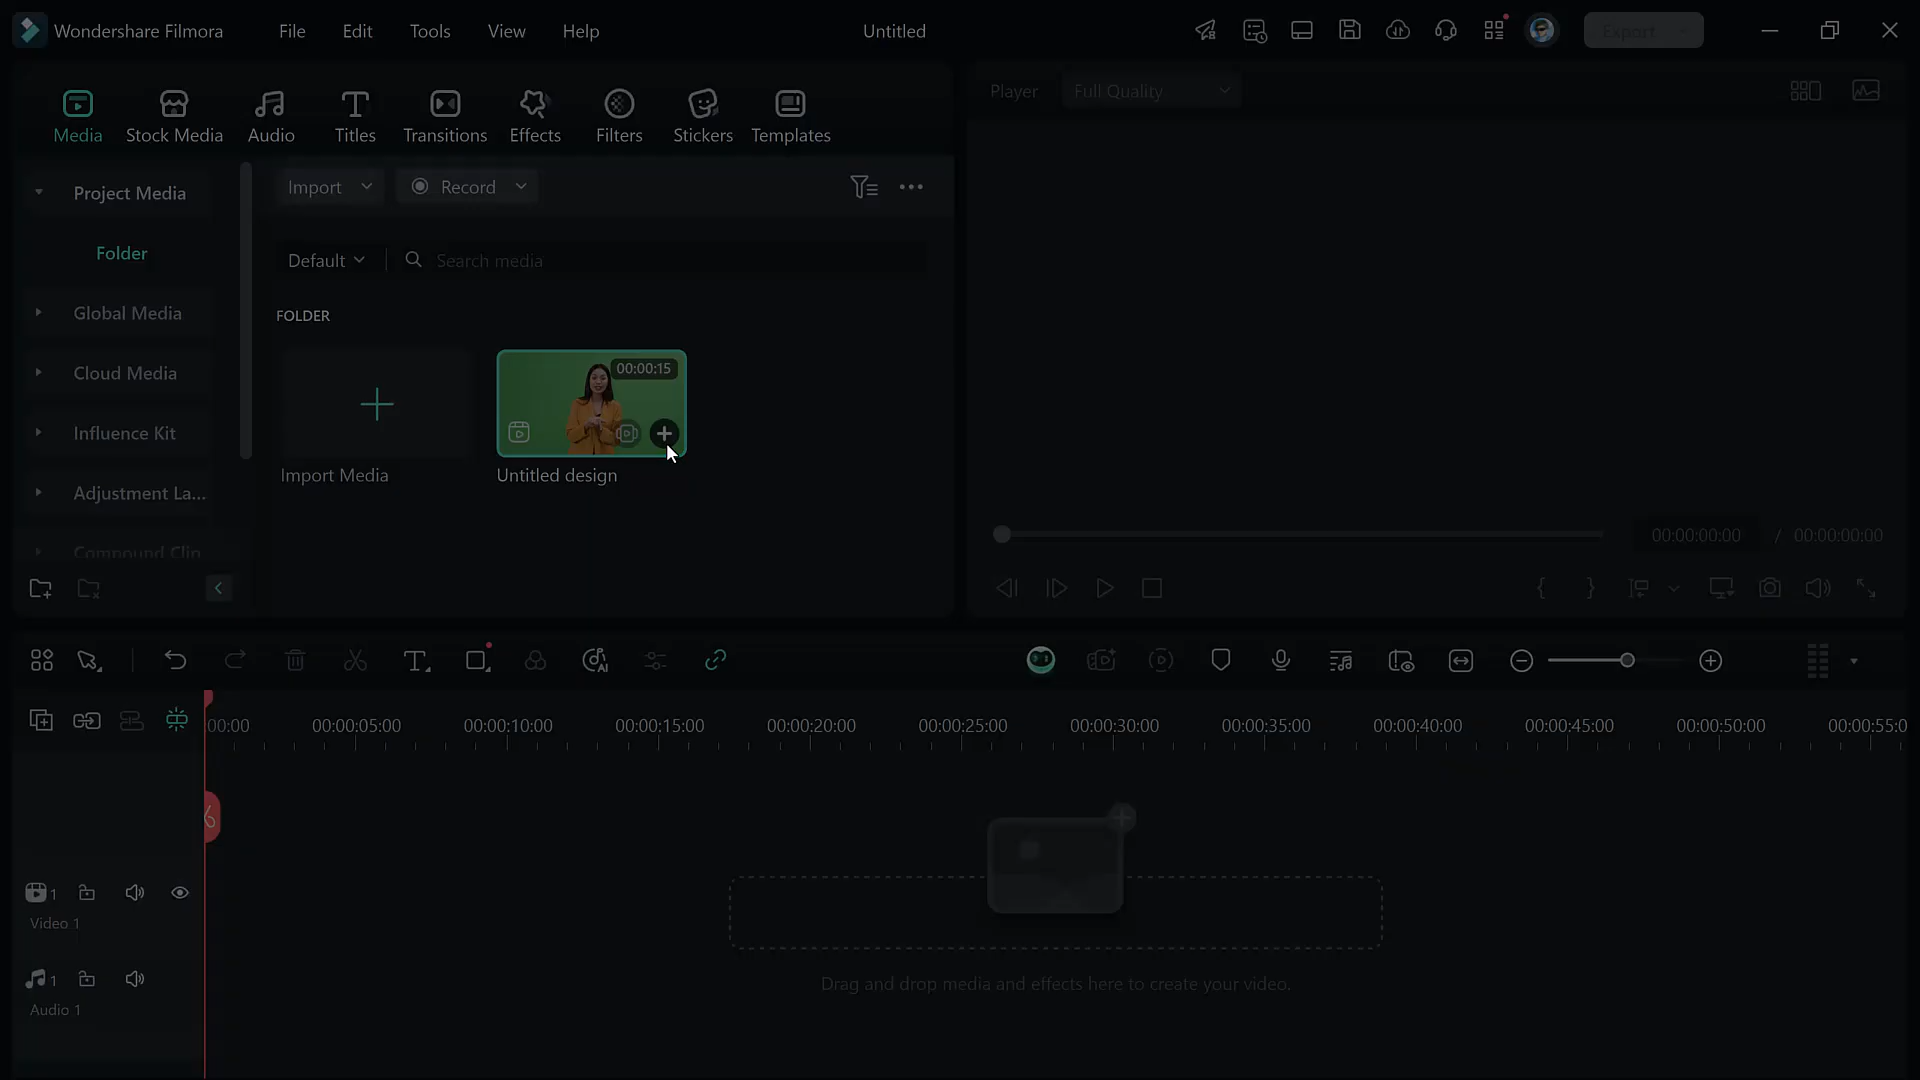 Wondershare Filmora
File
Edit
Tools
View
Help
Untitled
Export
Media
Stock Media
Audio
Titles
Transitions
Effects
Filters
Stickers
Templates
Player
Full Quality
Project Media
Folder
Global Media
Cloud Media
Influence Kit
Adjustment La...
Compound Clip
Import
Record
Default
Search media
FOLDER
Import Media
00:00:15
Untitled design
00:00:00:00 / 00:00:00:00
{ }
T
AI
:00:00
00:00:05:00
00:00:10:00
00:00:15:00
00:00:20:00
00:00:25:00
00:00:30:00
00:00:35:00
00:00:40:00
00:00:45:00
00:00:50:00
00:00:55:0
1
Video 1
1
Audio 1
Drag and drop media and effects here to create your video.